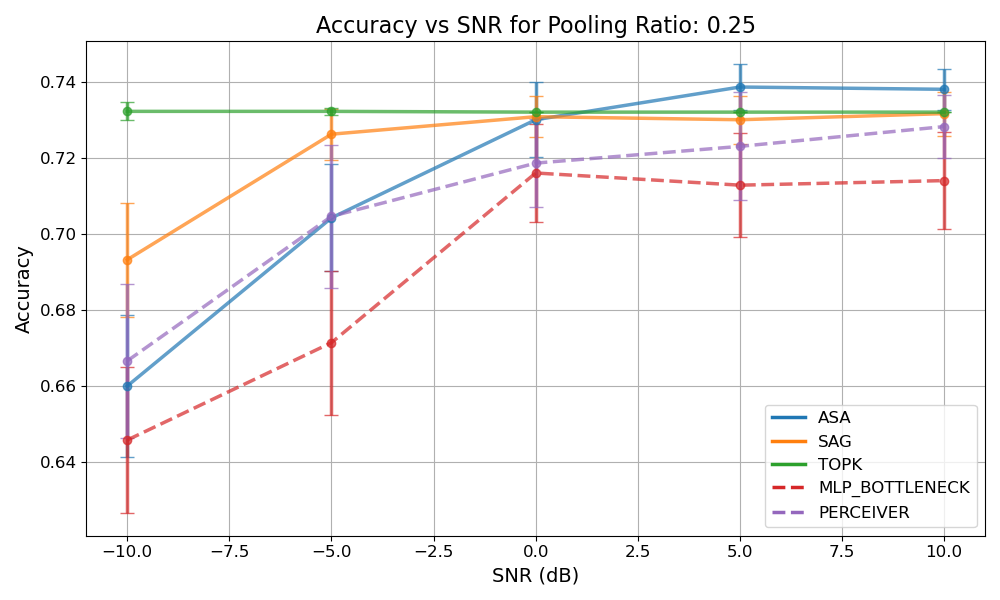 Accuracy vs SNR for Pooling Ratio: 0.25
Accuracy
0.74
0.72
0.70
0.68
0.66
0.64
ASA
SAG
TOPK
MLP_BOTTLENECK
PERCEIVER
−10.0 −7.5 −5.0 −2.5 0.0 2.5 5.0 7.5 10.0
SNR (dB)